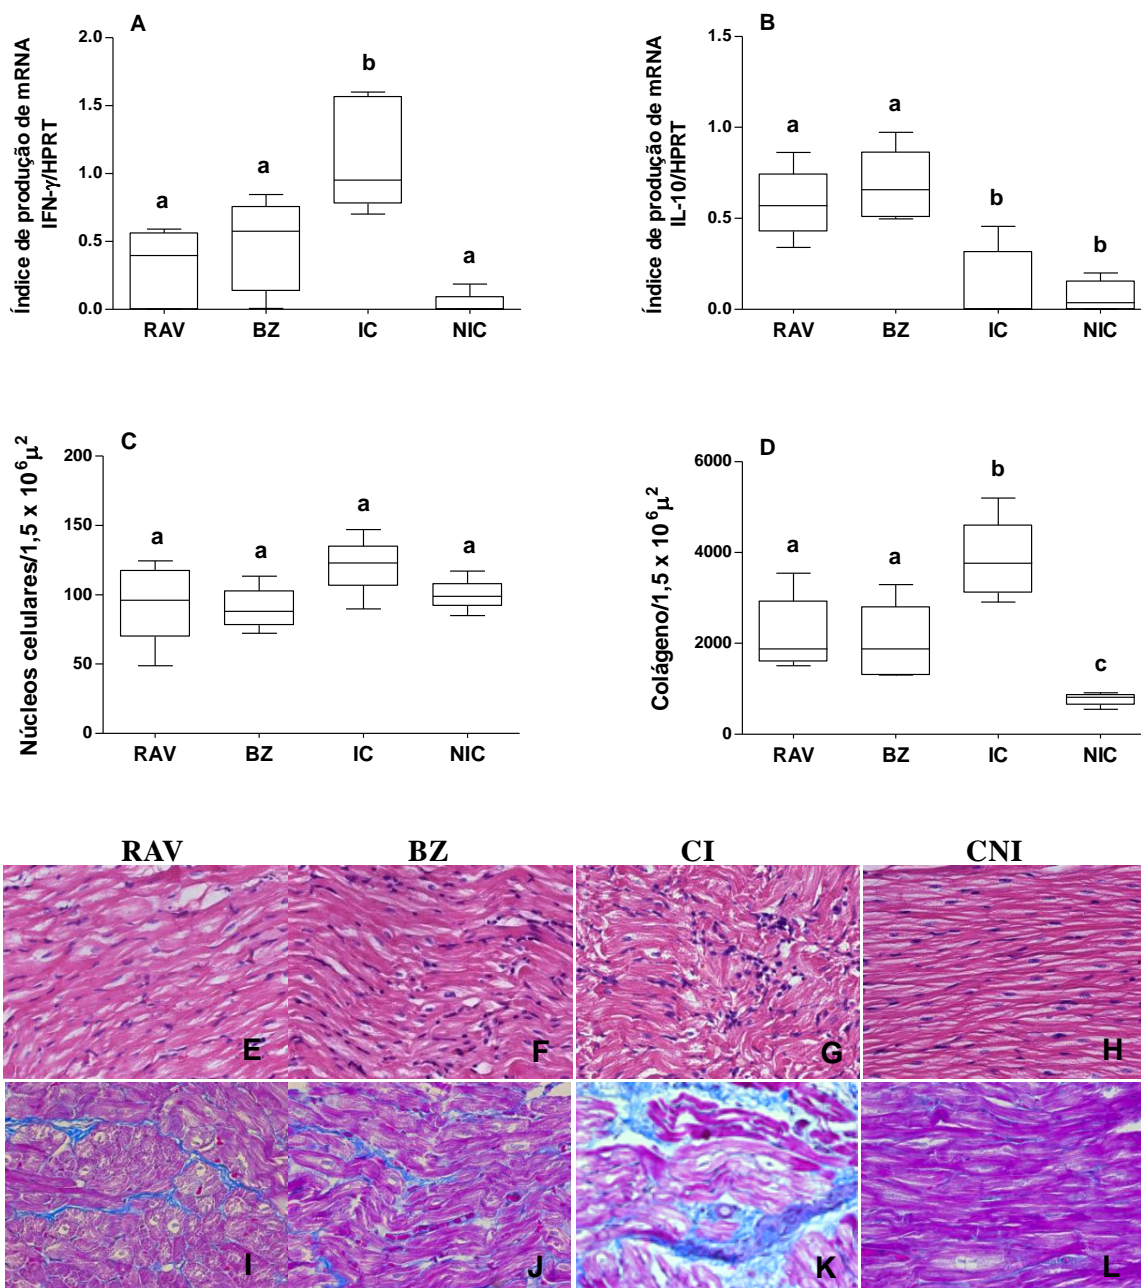 A
Índice de produção de mRNA
IFN-γ/HPRT
2.0
1.5
1.0
0.5
0.0
a
a
b
a
RAV BZ IC NIC
B
Índice de produção de mRNA
IL-10/HPRT
1.5
1.0
0.5
0.0
a
a
b
b
RAV BZ IC NIC
C
Núcleos celulares/1,5 x 10⁶μ²
200
150
100
50
0
a
a
a
a
RAV BZ IC NIC
D
Colágeno/1,5 x 10⁶μ²
6000
4000
2000
0
a
a
b
c
RAV BZ IC NIC
RAV BZ CI CNI
E F G H
I J K L